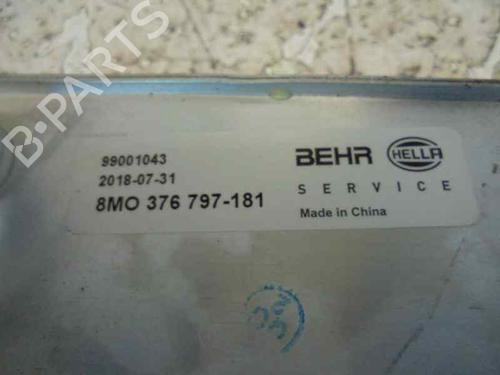 B-PARTS
99001043
2018-07-31
8MO 376 797-181
BEHR HELLA
SERVICE
Made in China